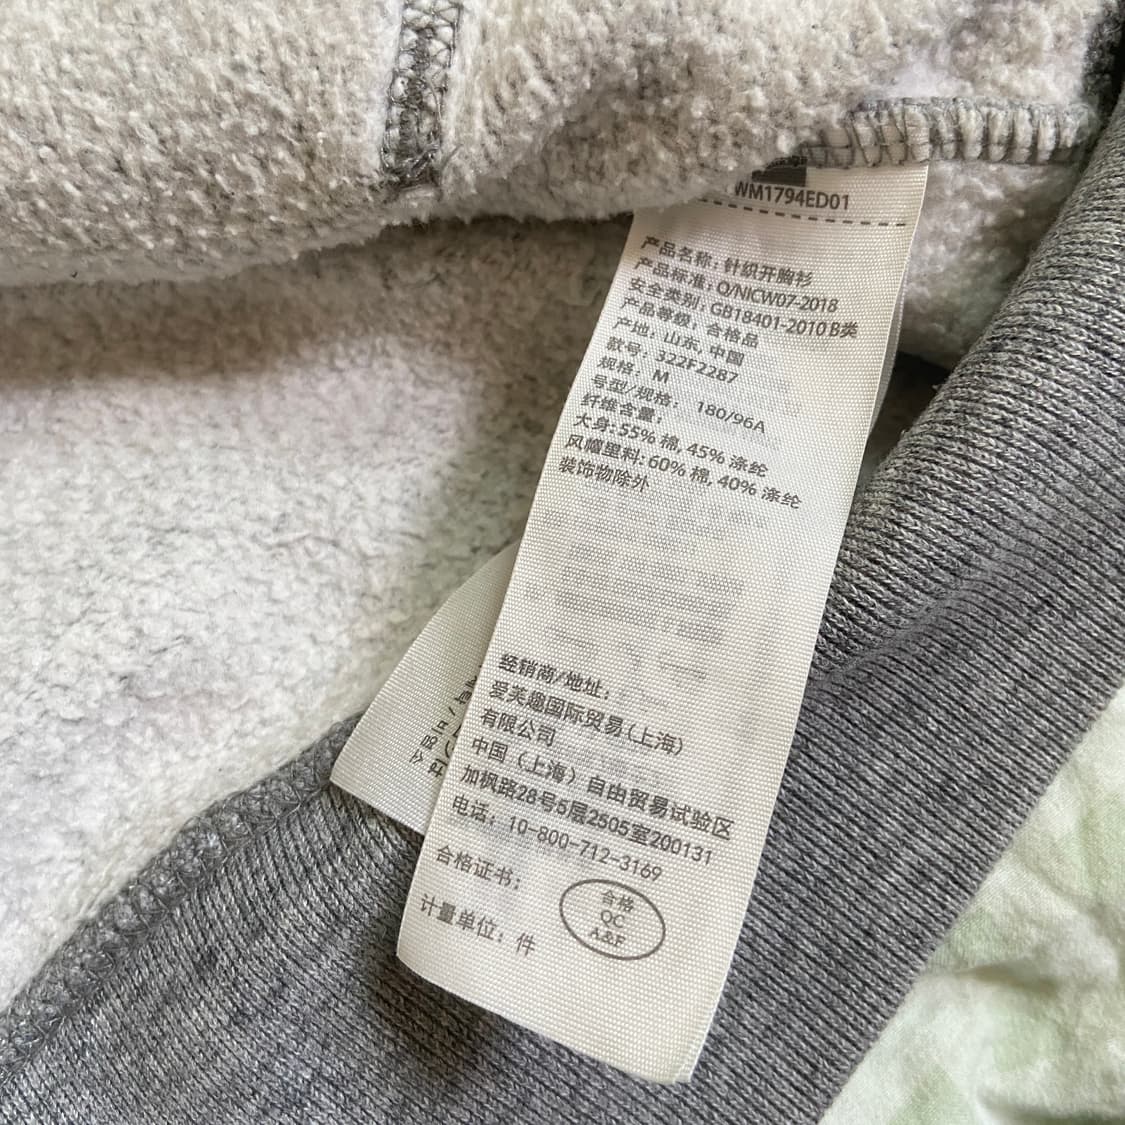 WM1794ED01
产品名称：针织开胸衫
产品标准：Q/NICW07-2018
安全类别：GB18401-2010 B类
产品等级：合格品
产地：山东, 中国
款号：322F2287
规格：M
号型/规格： 180/96A
纤维含量：
大身: 55% 棉, 45% 涤纶
风帽里料: 60% 棉, 40% 涤纶
装饰物除外
经销商/地址：
爱芙趣国际贸易(上海)
有限公司
中国（上海）自由贸易试验区
加枫路28号5层2505室200131
电话：10-800-712-3169
合格证书：
合格
QC
A&F
计量单位：件